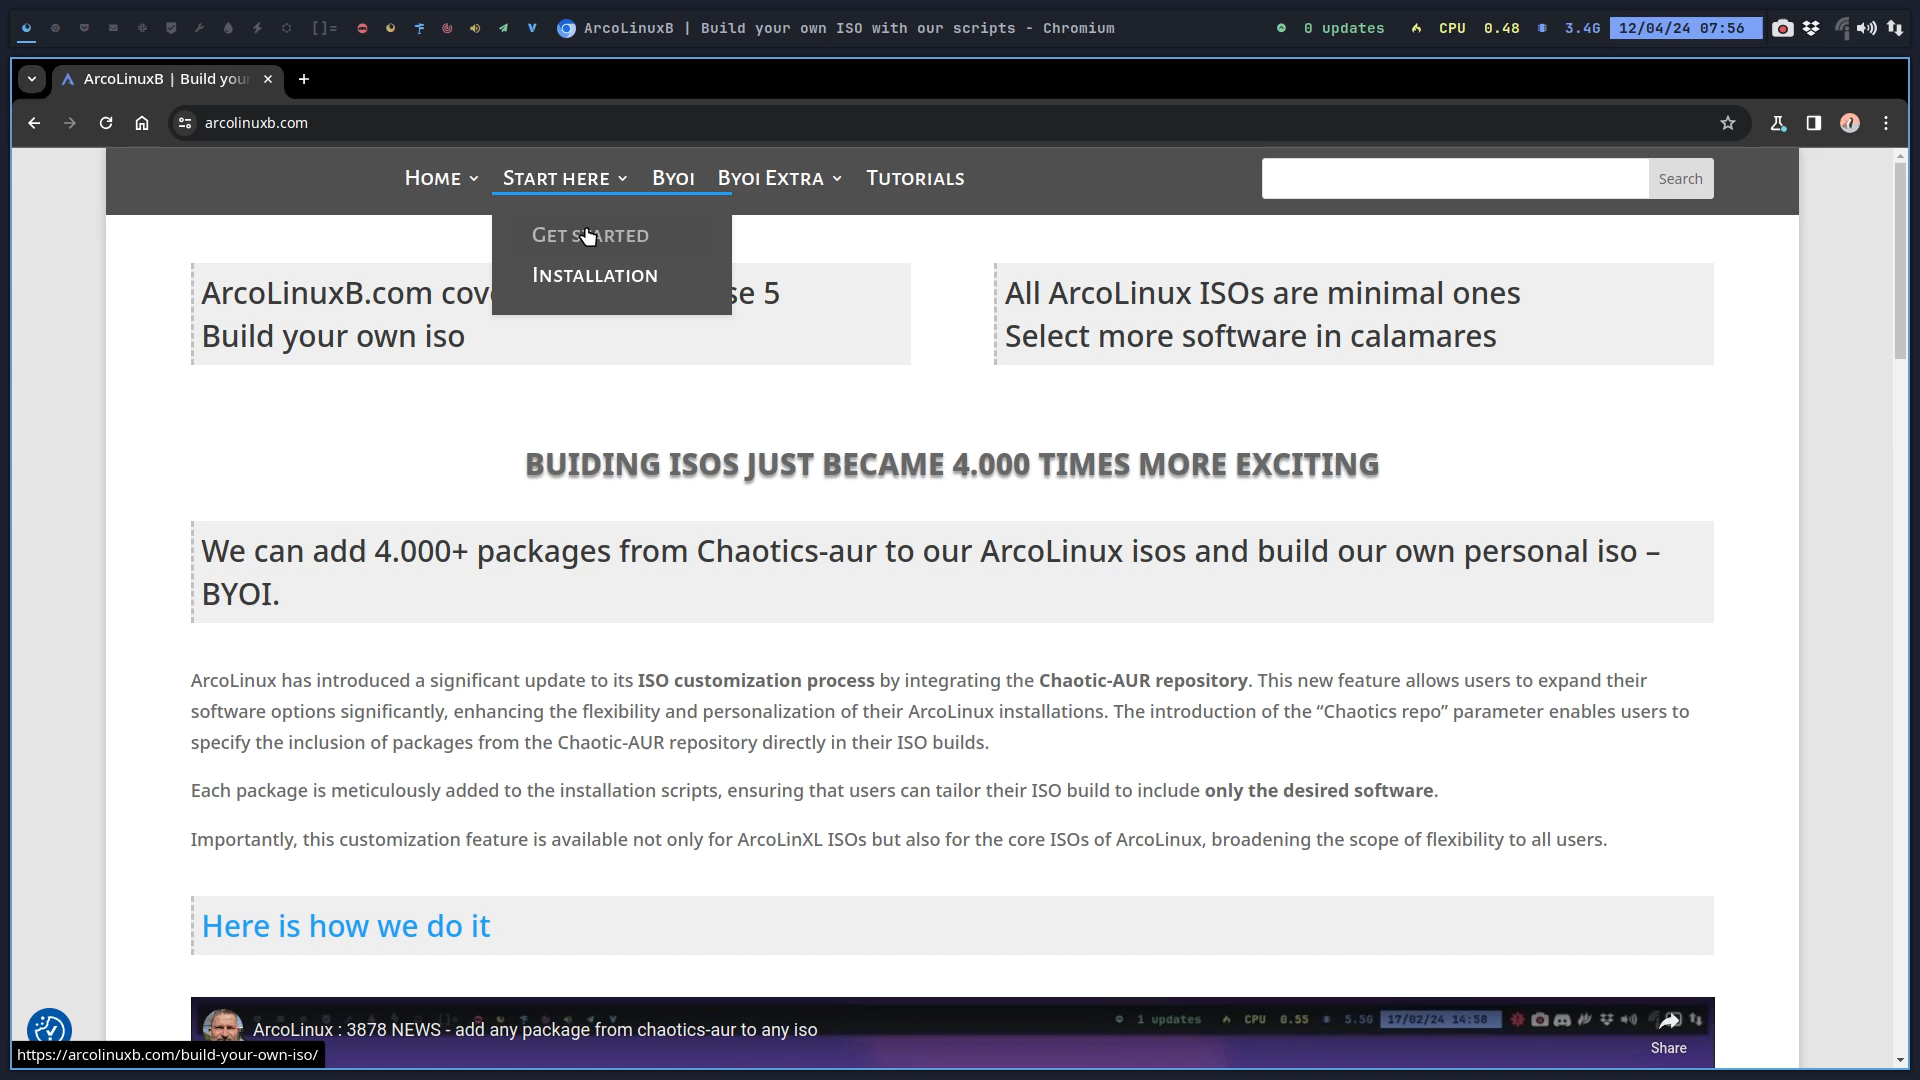 []=
ArcoLinuxB | Build your own ISO with our scripts - Chromium
0 updates
CPU 0.48
3.4G
12/04/24 07:56
ArcoLinuxB | Build you
arcolinuxb.com
HOME
START HERE
BYOI
BYOI EXTRA
TUTORIALS
Search
GET STARTED
INSTALLATION
ArcoLinuxB.com cov
se 5
Build your own iso
All ArcoLinux ISOs are minimal ones
Select more software in calamares
BUIDING ISOS JUST BECAME 4.000 TIMES MORE EXCITING
We can add 4.000+ packages from Chaotics-aur to our ArcoLinux isos and build our own personal iso –
BYOI.
ArcoLinux has introduced a significant update to its ISO customization process by integrating the Chaotic-AUR repository. This new feature allows users to expand their
software options significantly, enhancing the flexibility and personalization of their ArcoLinux installations. The introduction of the “Chaotics repo” parameter enables users to
specify the inclusion of packages from the Chaotic-AUR repository directly in their ISO builds.
Each package is meticulously added to the installation scripts, ensuring that users can tailor their ISO build to include only the desired software.
Importantly, this customization feature is available not only for ArcoLinXL ISOs but also for the core ISOs of ArcoLinux, broadening the scope of flexibility to all users.
Here is how we do it
ArcoLinux : 3878 NEWS - add any package from chaotics-aur to any iso
1 updates
CPU 0.55
5.5G
17/02/24 14:58
Share
https://arcolinuxb.com/build-your-own-iso/